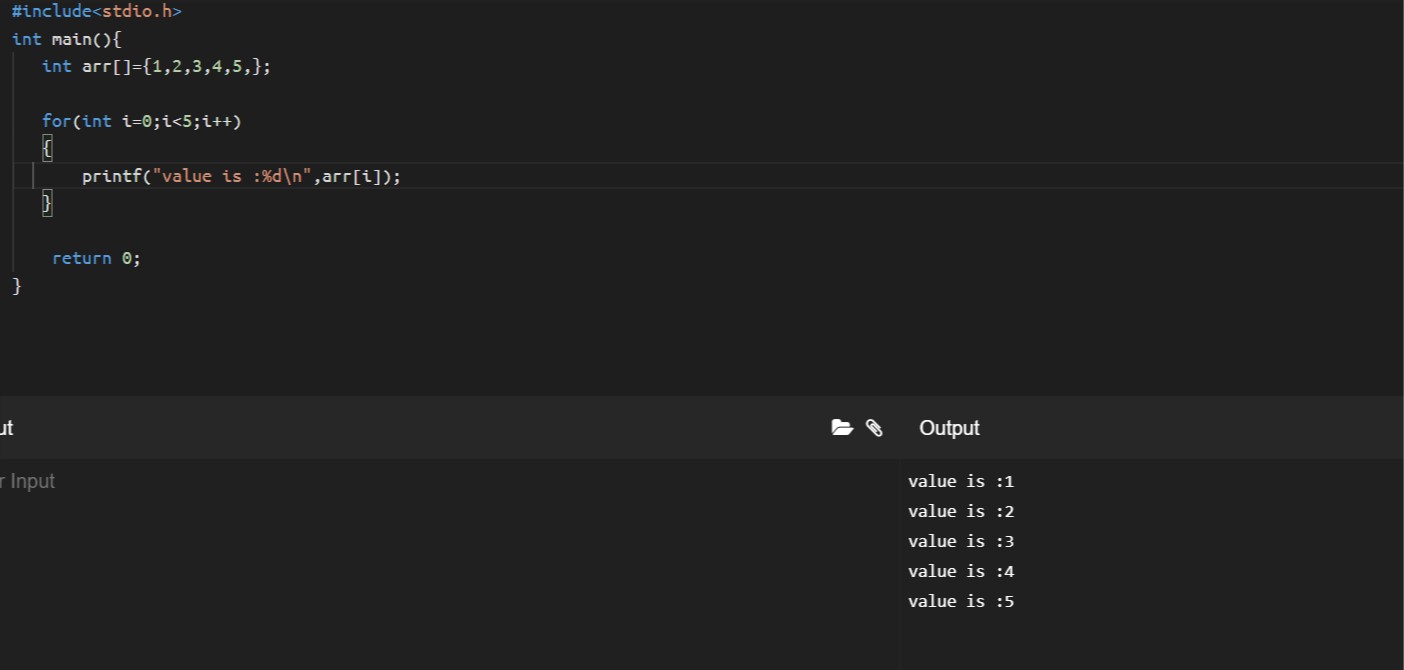 #include<stdio.h>
int main(){
int arr[]={1,2,3,4,5,};
for(int i=0;i<5;i++)
{
printf("value is :%d\n",arr[i]);
}
return 0;
}
ut
Output
r Input
value is :1
value is :2
value is :3
value is :4
value is :5